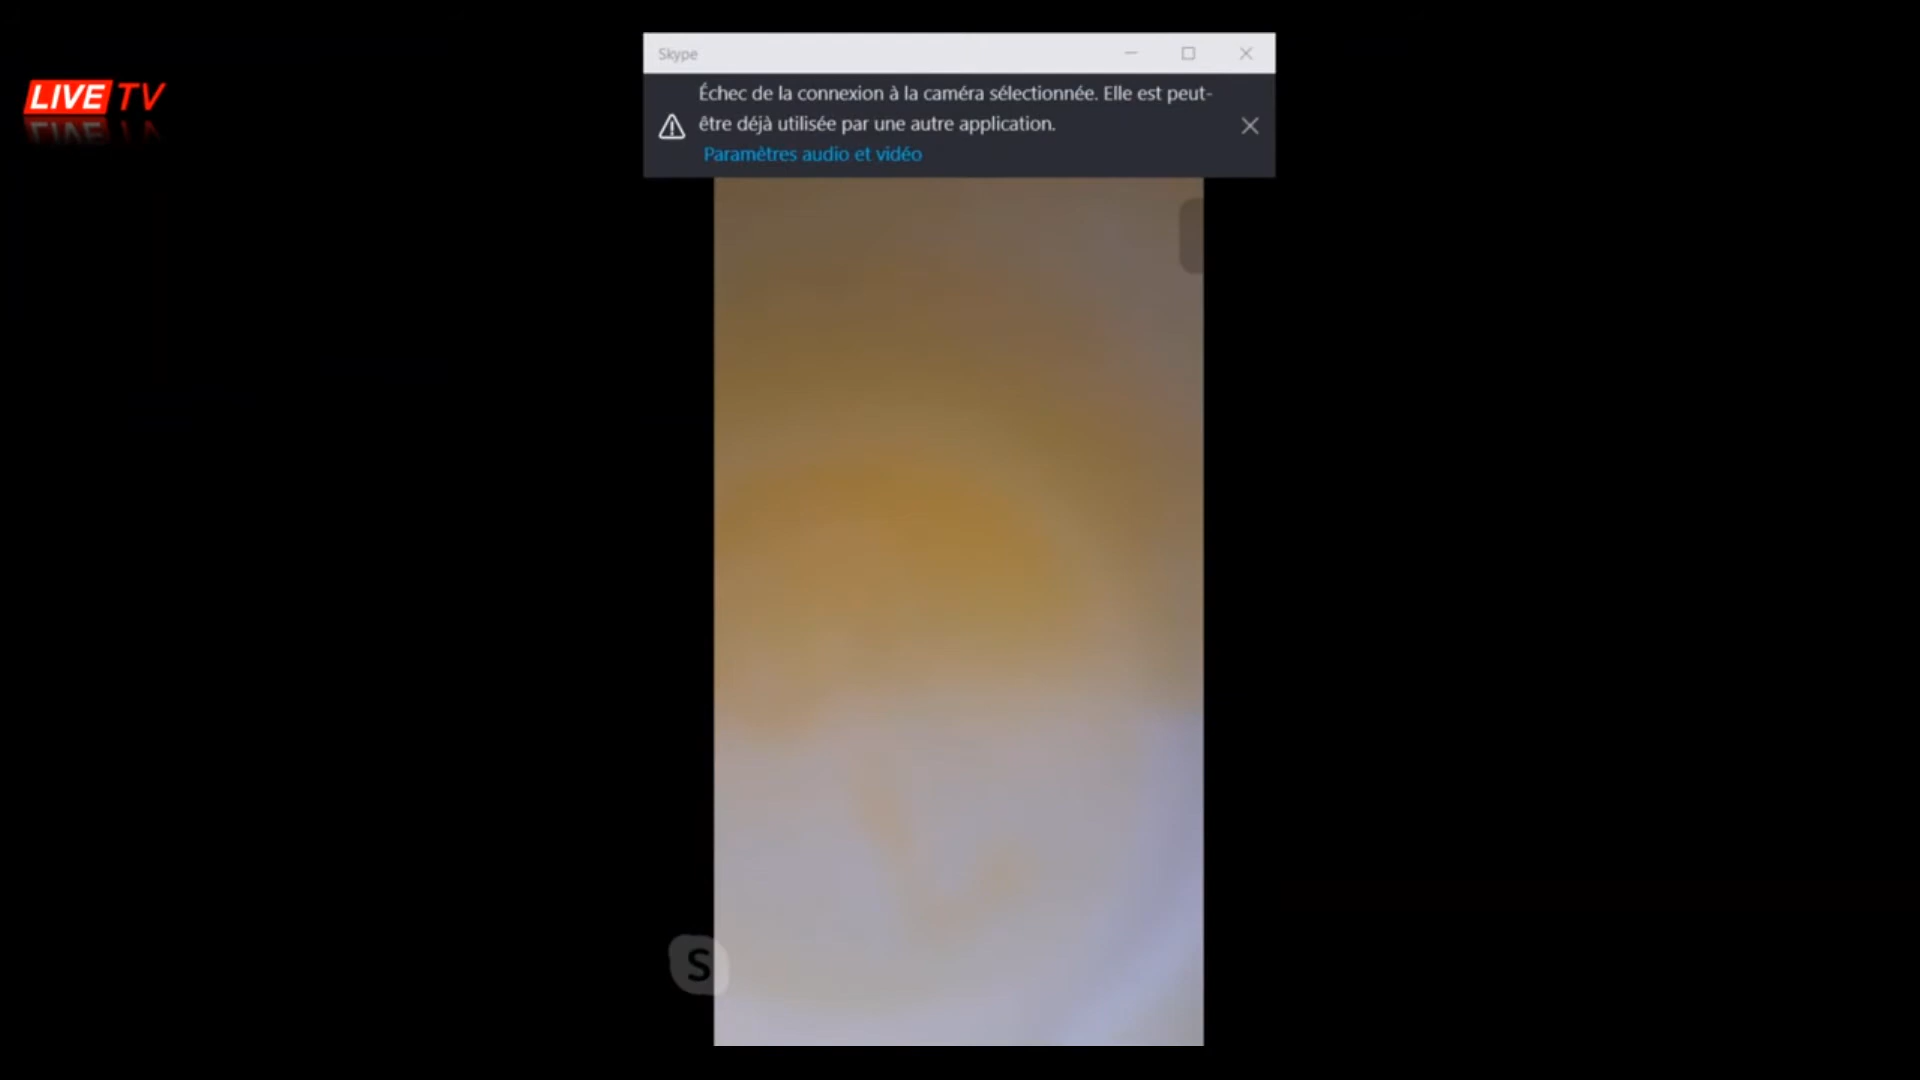 Skype
LIVE TV
Échec de la connexion à la caméra sélectionnée. Elle est peut-
être déjà utilisée par une autre application.
Paramètres audio et vidéo
S